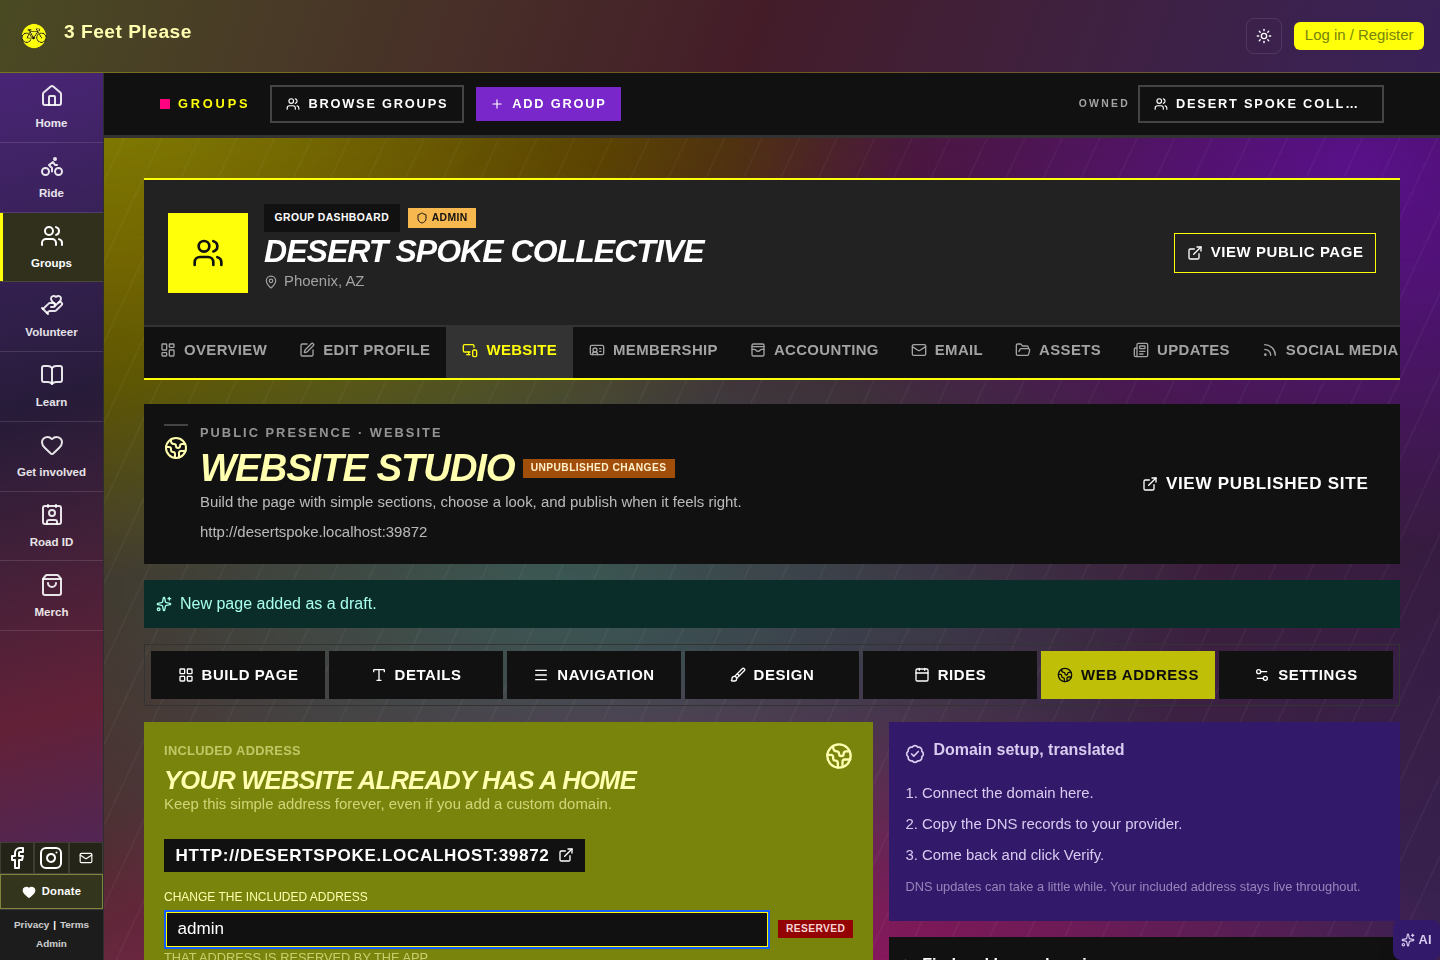 3 Feet Please
Log in / Register
Home
Ride
Groups
Volunteer
Learn
Get involved
Road ID
Merch
Donate
Privacy | Terms
Admin
GROUPS
BROWSE GROUPS
ADD GROUP
OWNED
DESERT SPOKE COLL…
GROUP DASHBOARD
ADMIN
DESERT SPOKE COLLECTIVE
Phoenix, AZ
VIEW PUBLIC PAGE
OVERVIEW
EDIT PROFILE
WEBSITE
MEMBERSHIP
ACCOUNTING
EMAIL
ASSETS
UPDATES
SOCIAL MEDIA
PUBLIC PRESENCE · WEBSITE
WEBSITE STUDIO
UNPUBLISHED CHANGES
Build the page with simple sections, choose a look, and publish when it feels right.
http://desertspoke.localhost:39872
VIEW PUBLISHED SITE
New page added as a draft.
BUILD PAGE
DETAILS
NAVIGATION
DESIGN
RIDES
WEB ADDRESS
SETTINGS
INCLUDED ADDRESS
YOUR WEBSITE ALREADY HAS A HOME
Keep this simple address forever, even if you add a custom domain.
HTTP://DESERTSPOKE.LOCALHOST:39872
CHANGE THE INCLUDED ADDRESS
admin
RESERVED
THAT ADDRESS IS RESERVED BY THE APP
Domain setup, translated
1. Connect the domain here.
2. Copy the DNS records to your provider.
3. Come back and click Verify.
DNS updates can take a little while. Your included address stays live throughout.
AI